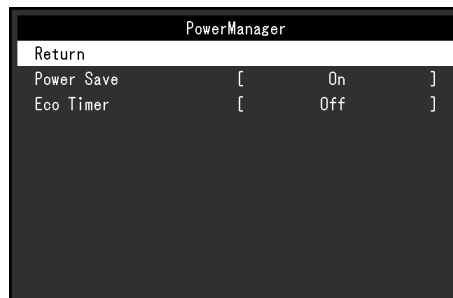 PowerManager
Return
Power Save [ On ]
Eco Timer [ Off ]